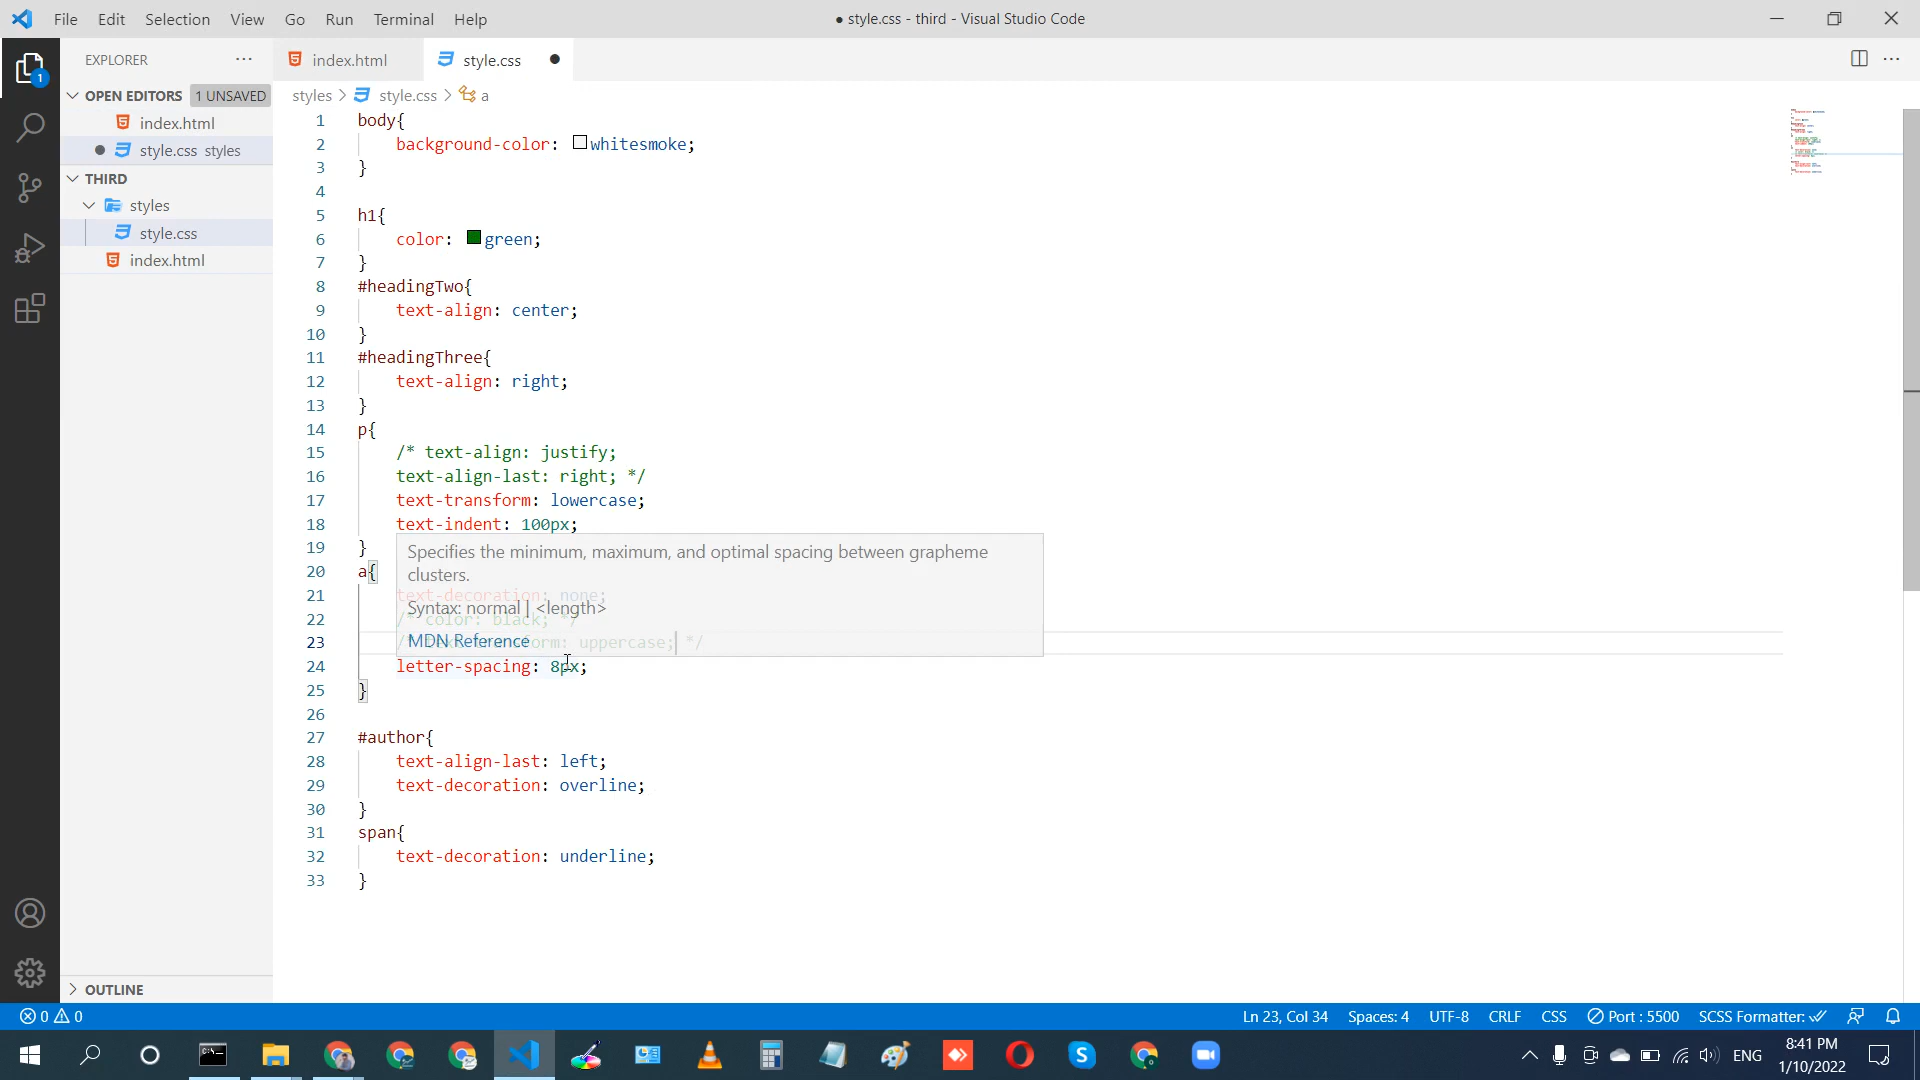 File Edit Selection View Go Run Terminal Help
● style.css - third - Visual Studio Code
EXPLORER
index.html
style.css
OPEN EDITORS 1 UNSAVED
index.html
style.css styles
THIRD
styles
style.css
index.html
OUTLINE
styles > style.css > a
1 body{
2 background-color: whitesmoke;
3 }
4
5 h1{
6 color: green;
7 }
8 #headingTwo{
9 text-align: center;
10 }
11 #headingThree{
12 text-align: right;
13 }
14 p{
15 /* text-align: justify;
16 text-align-last: right; */
17 text-transform: lowercase;
18 text-indent: 100px;
19 }
Specifies the minimum, maximum, and optimal spacing between grapheme
clusters.
Syntax: normal | <length>
MDN Reference
20 a{
21 text-decoration: none;
22 /* color: black; */
23 /* text-transform: uppercase; */
24 letter-spacing: 8px;
25 }
26
27 #author{
28 text-align-last: left;
29 text-decoration: overline;
30 }
31 span{
32 text-decoration: underline;
33 }
0 0
Ln 23, Col 34 Spaces: 4 UTF-8 CRLF CSS Port : 5500 SCSS Formatter:
ENG
8:41 PM
1/10/2022